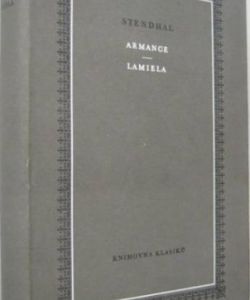 STENDHAL
ARMANCE
LAMIELA
KNIHOVNA KLASIKŮ